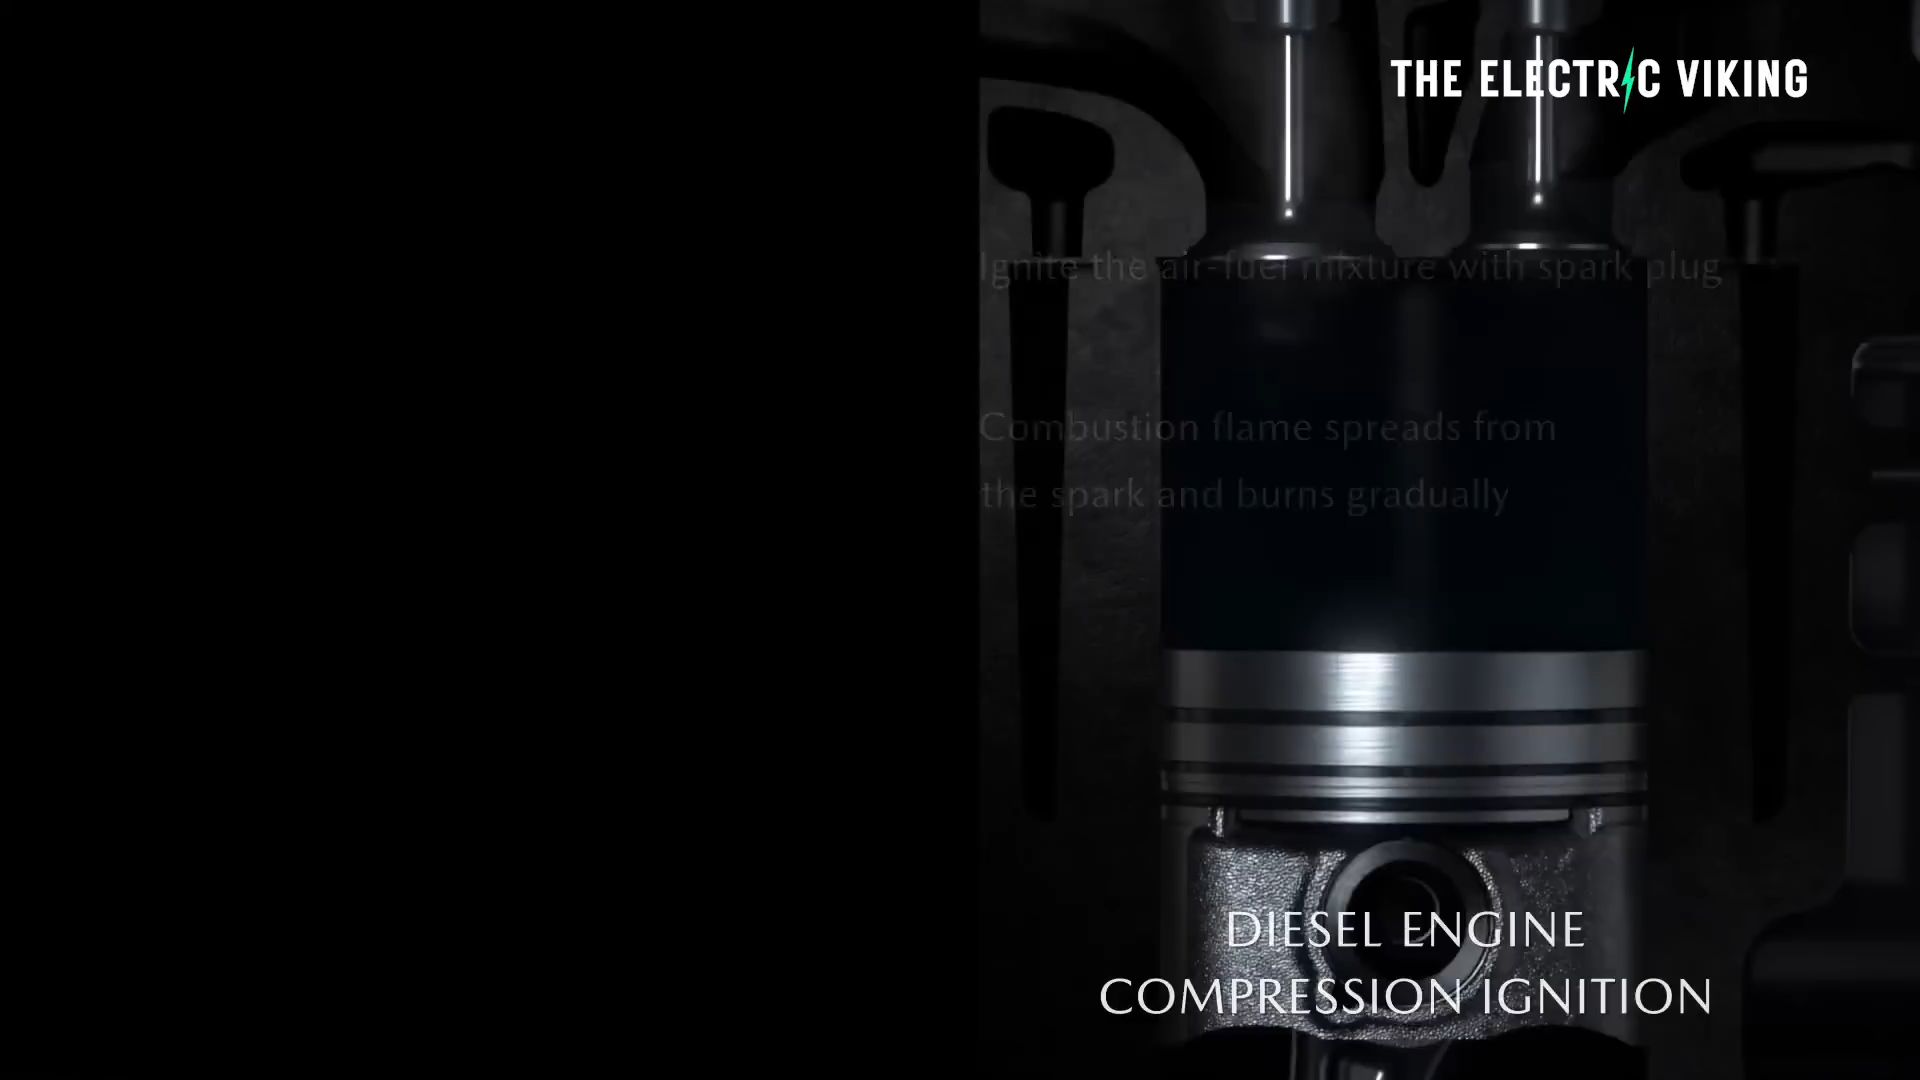 THE ELECTRIC VIKING
Ignite the air-fuel mixture with spark plug
Combustion flame spreads from
the spark and burns gradually
DIESEL ENGINE
COMPRESSION IGNITION